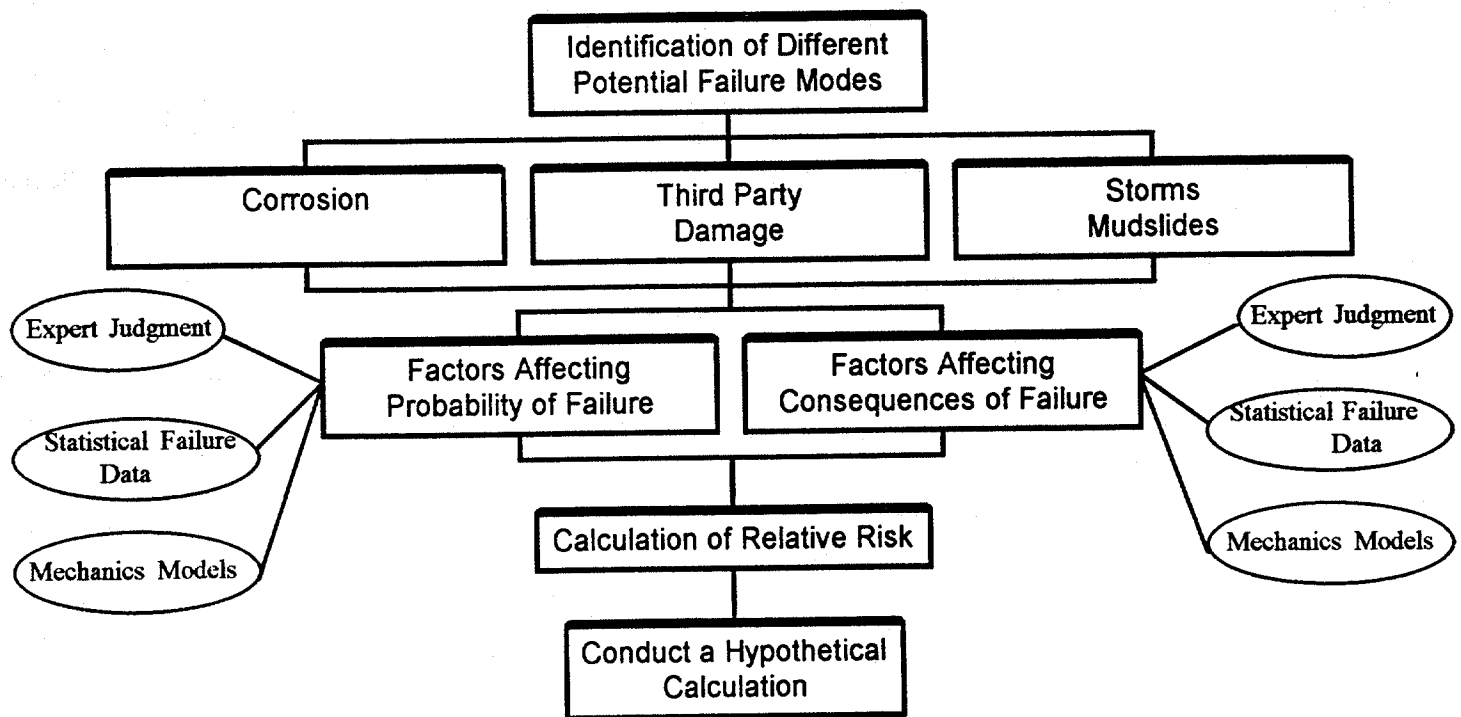 Identification of Different
Potential Failure Modes
Corrosion
Third Party
Damage
Storms
Mudslides
Expert Judgment
Statistical Failure
Data
Mechanics Models
Factors Affecting
Probability of Failure
Factors Affecting
Consequences of Failure
Expert Judgment
Statistical Failure
Data
Mechanics Models
Calculation of Relative Risk
Conduct a Hypothetical
Calculation